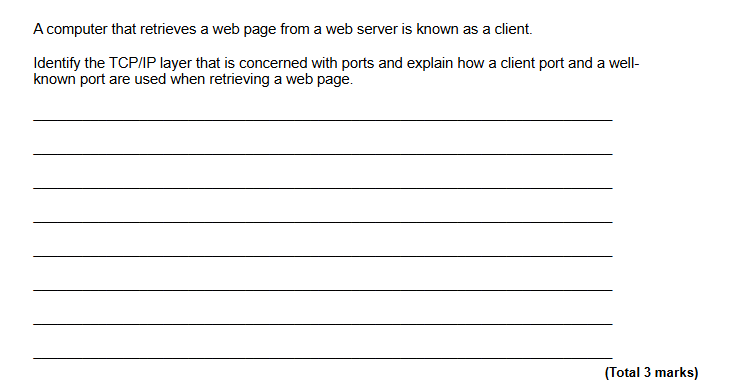 A computer that retrieves a web page from a web server is known as a client.
Identify the TCP/IP layer that is concerned with ports and explain how a client port and a well-
known port are used when retrieving a web page.
(Total 3 marks)